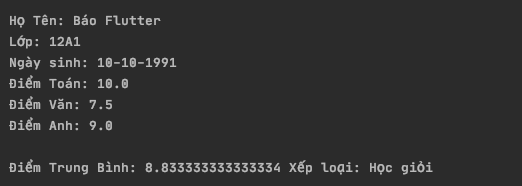 Họ Tên: Báo Flutter
Lớp: 12A1
Ngày sinh: 10-10-1991
Điểm Toán: 10.0
Điểm Văn: 7.5
Điểm Anh: 9.0
Điểm Trung Bình: 8.833333333333334 Xếp loại: Học giỏi